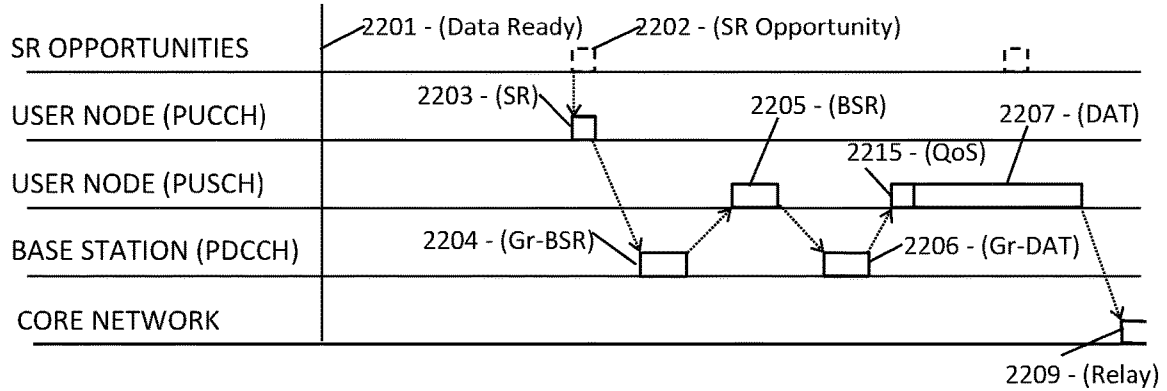 2201 - (Data Ready)
2202 - (SR Opportunity)
SR OPPORTUNITIES
2203 - (SR)
2205 - (BSR)
2207 - (DAT)
USER NODE (PUCCH)
2215 - (QoS)
USER NODE (PUSCH)
2204 - (Gr-BSR)
2206 - (Gr-DAT)
BASE STATION (PDCCH)
CORE NETWORK
2209 - (Relay)